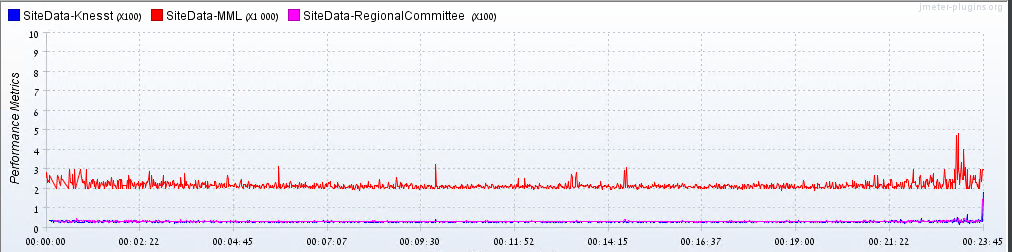 jmeter-plugins.org
SiteData-Knesst (X100) SiteData-MML (X1 000) SiteData-RegionalCommittee (X100)
Performance Metrics
10
9
8
7
6
5
4
3
2
1
0
00:00:00 00:02:22 00:04:45 00:07:07 00:09:30 00:11:52 00:14:15 00:16:37 00:19:00 00:21:22 00:23:45